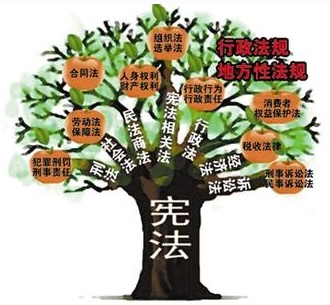 组织法
选举法
行政法规
地方性法规
合同法
人身权利
财产权利
行政行为
行政责任
消费者
权益保护法
劳动法
保障法
税收法律
犯罪刑罚
刑事责任
刑事诉讼法
民事诉讼法
刑法
社会法
民法商法
宪法相关法
行政法
经济法
诉讼法
宪法